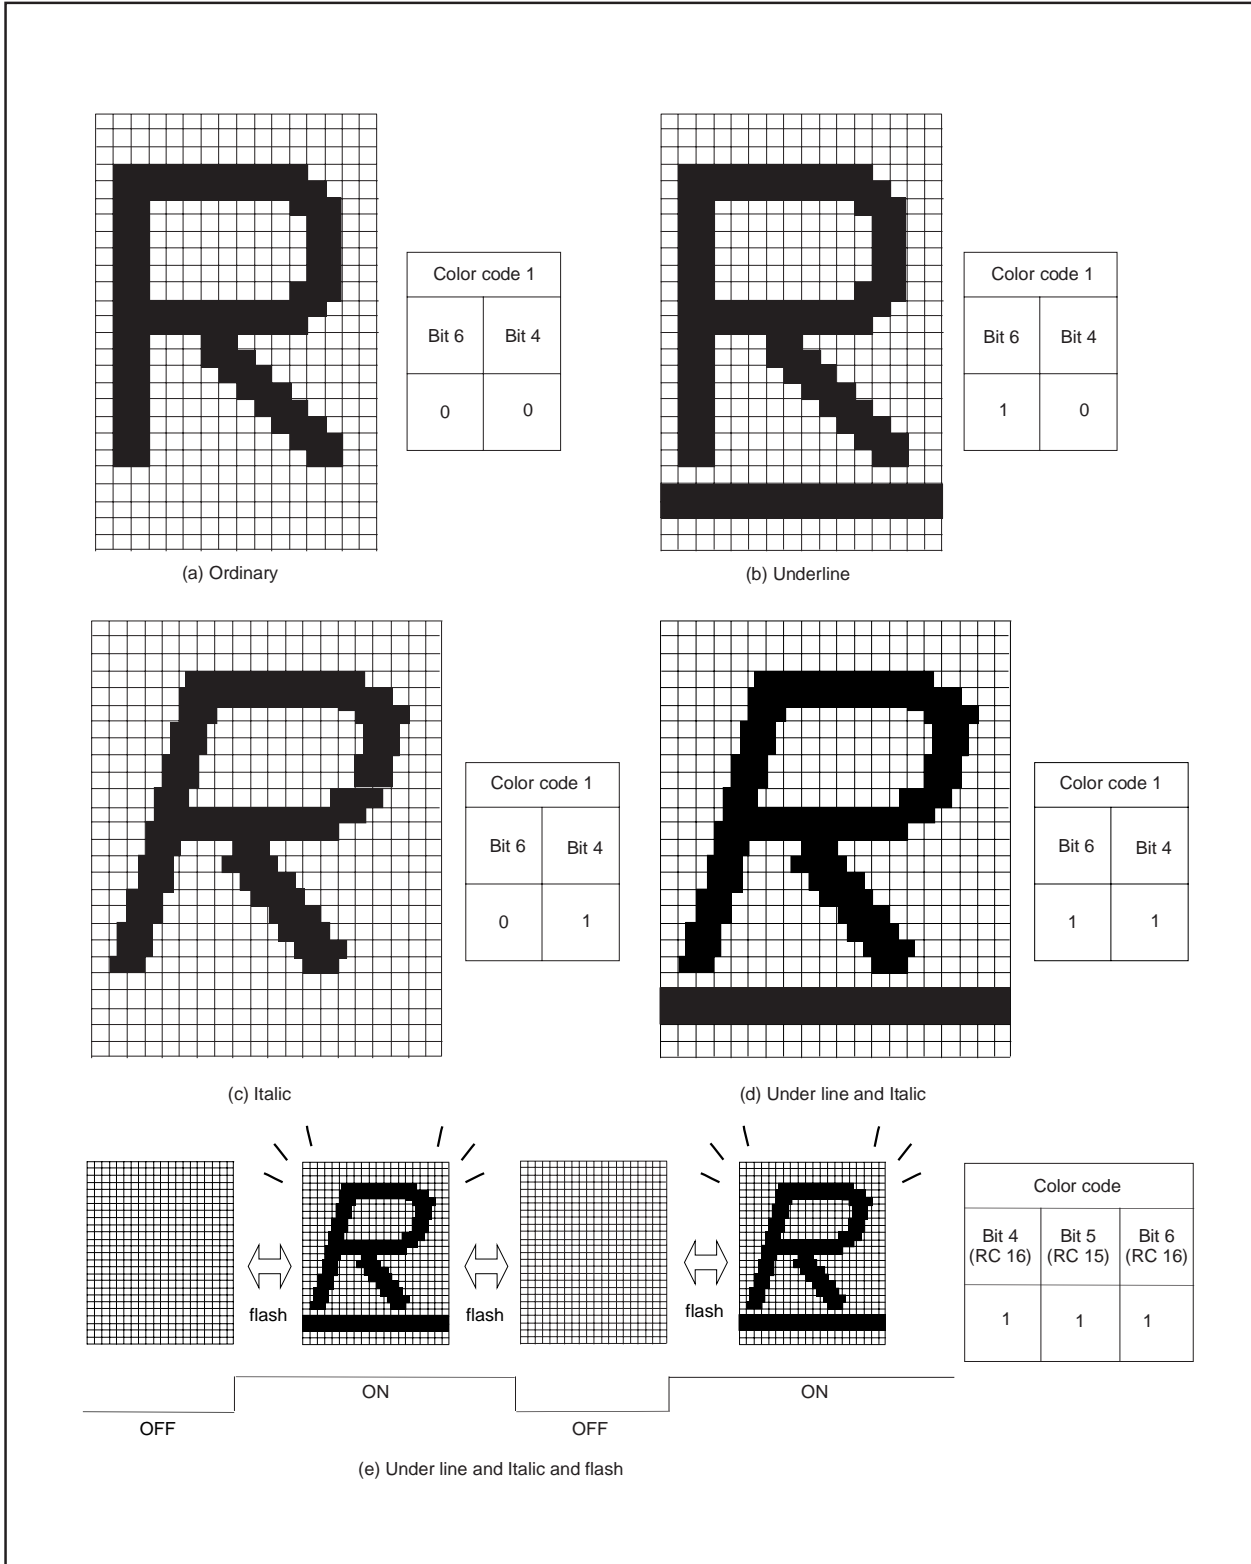 Color code 1
Bit 6 Bit 4
0 0
(a) Ordinary
Color code 1
Bit 6 Bit 4
1 0
(b) Underline
Color code 1
Bit 6 Bit 4
0 1
(c) Italic
Color code 1
Bit 6 Bit 4
1 1
(d) Under line and Italic
flash
flash
flash
Color code
Bit 4 Bit 5 Bit 6
(RC 16) (RC 15) (RC 16)
1 1 1
OFF
ON
OFF
ON
(e) Under line and Italic and flash